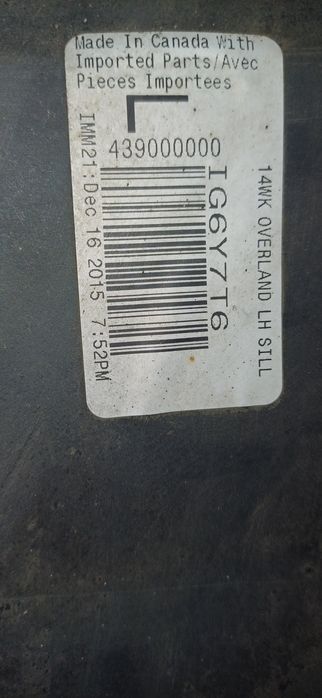 Made In Canada With
Imported Parts/Avec
Pieces Importees
L
439000000
14WK OVERLAND LH SILL
IG6Y7T6
IMM21:Dec 16 2015 7:52PM